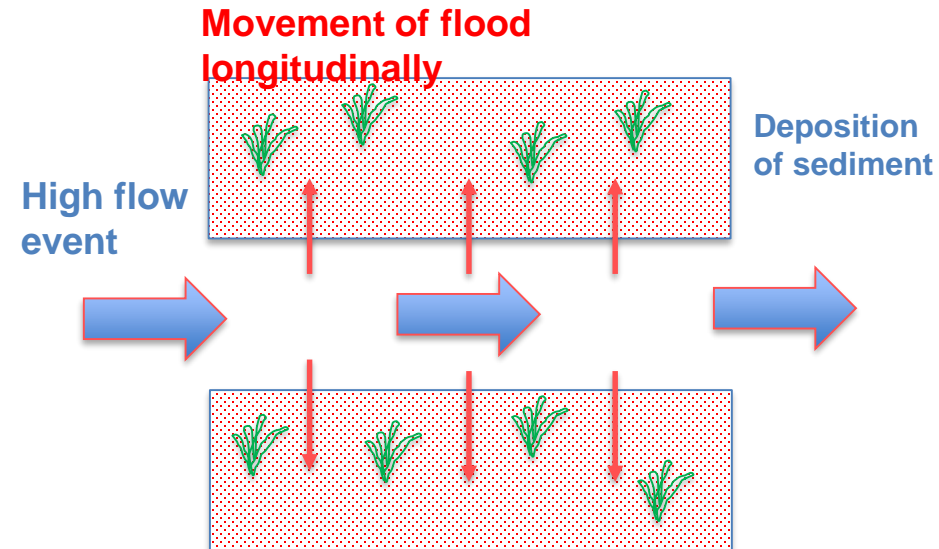 Movement of flood
longitudinally
Deposition
of sediment
High flow
event